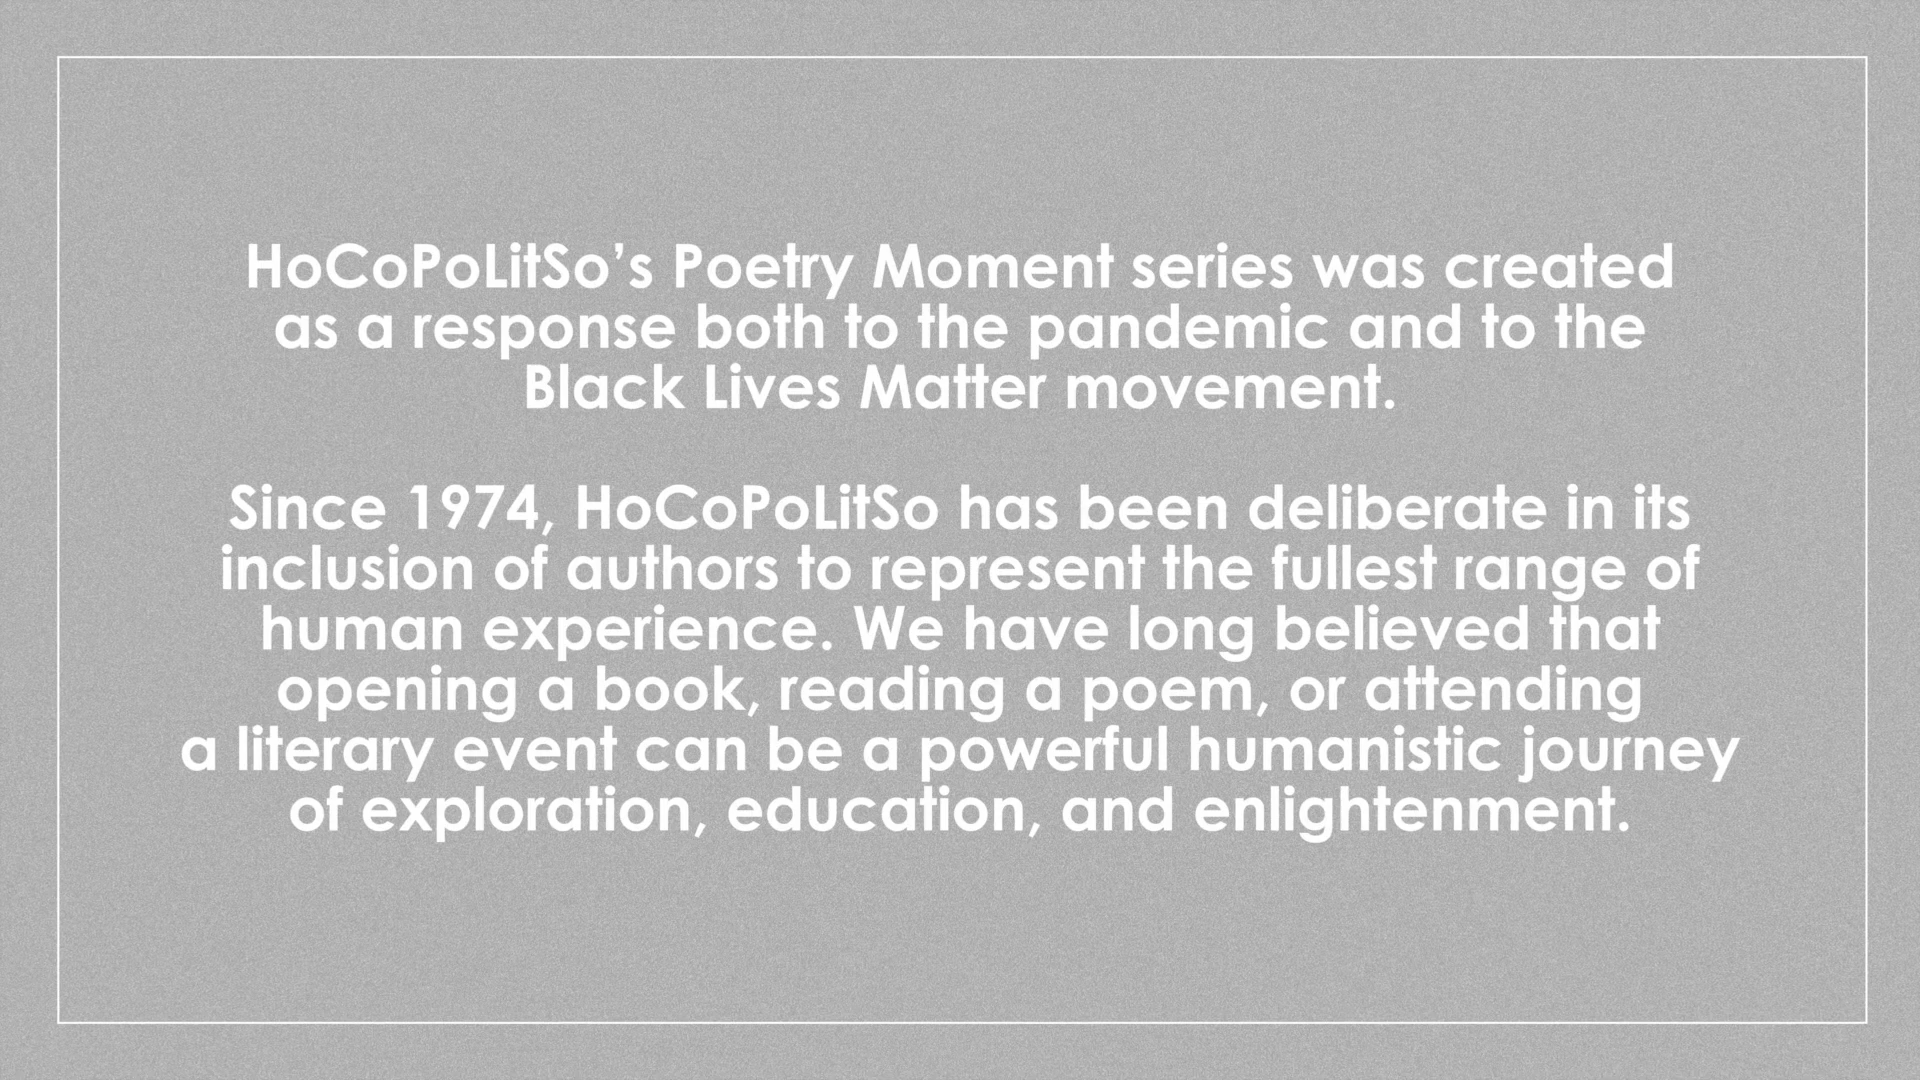 HoCoPoLitSo’s Poetry Moment series was created
as a response both to the pandemic and to the
Black Lives Matter movement.
Since 1974, HoCoPoLitSo has been deliberate in its
inclusion of authors to represent the fullest range of
human experience. We have long believed that
opening a book, reading a poem, or attending
a literary event can be a powerful humanistic journey
of exploration, education, and enlightenment.